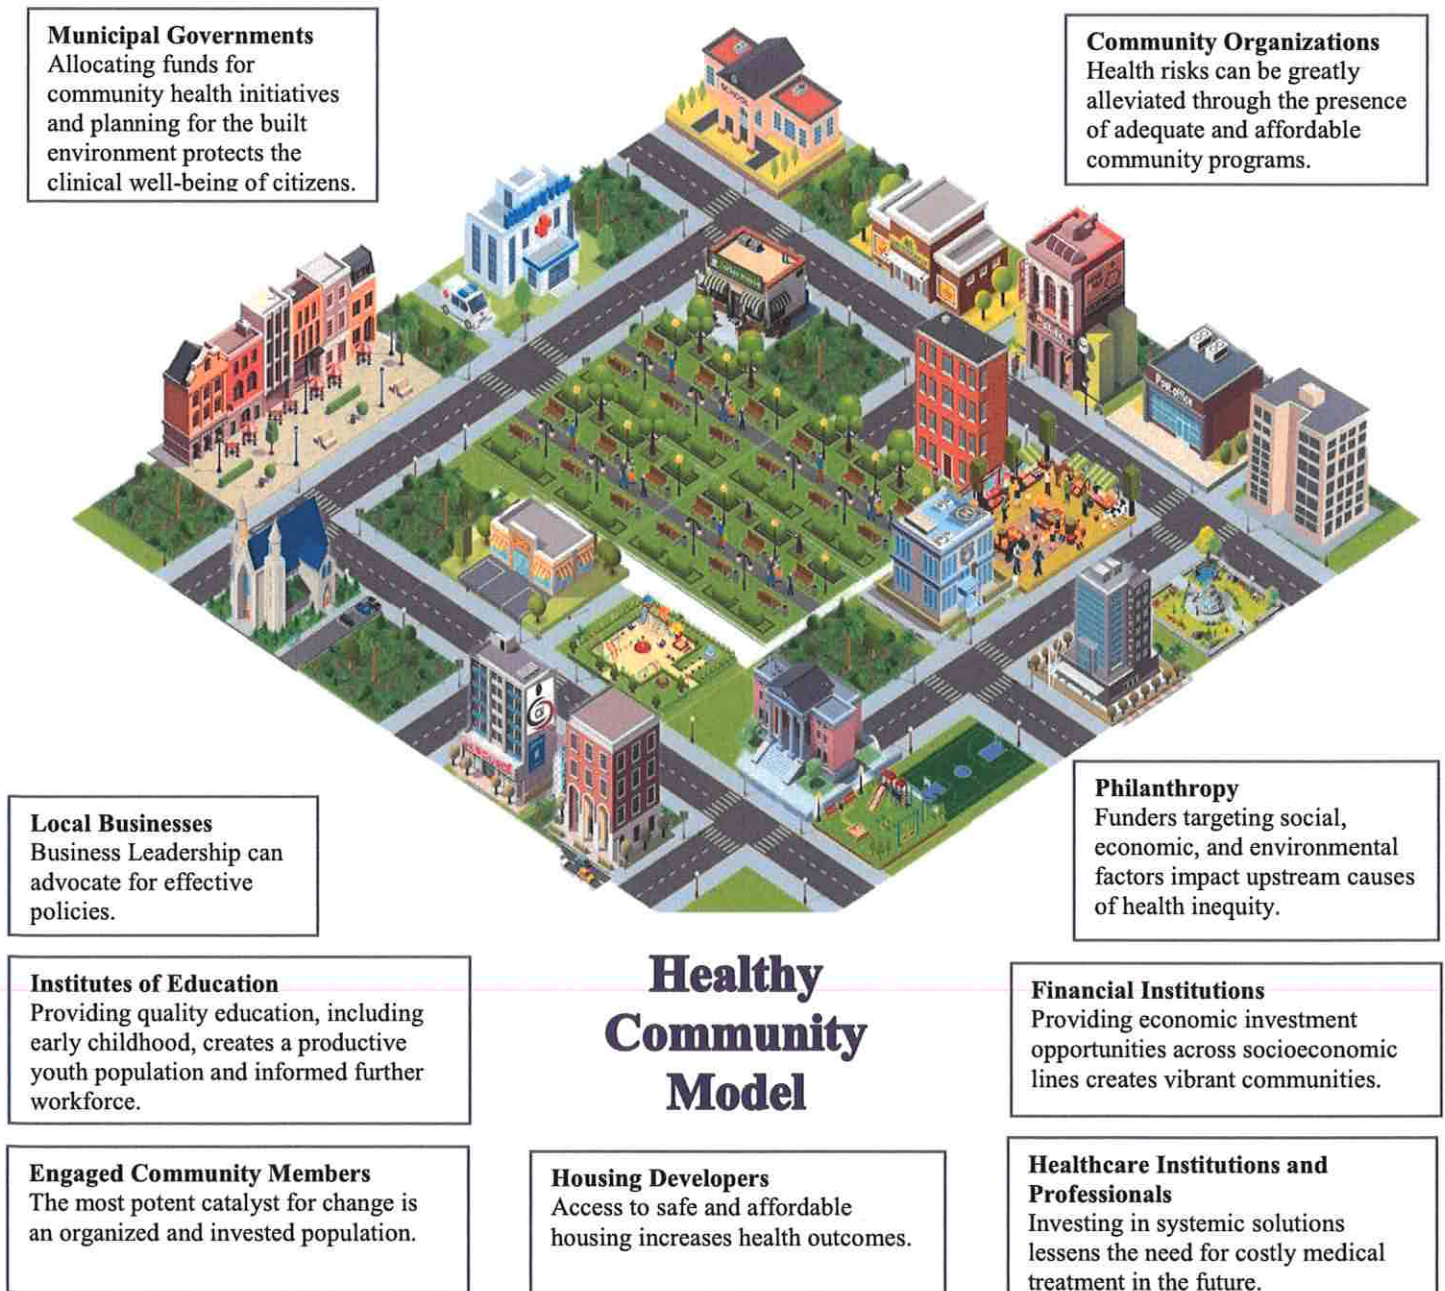 Municipal Governments
Allocating funds for
community health initiatives
and planning for the built
environment protects the
clinical well-being of citizens.
Community Organizations
Health risks can be greatly
alleviated through the presence
of adequate and affordable
community programs.
SCHOOL
Post office
Local Businesses
Business Leadership can
advocate for effective
policies.
Philanthropy
Funders targeting social,
economic, and environmental
factors impact upstream causes
of health inequity.
Healthy
Community
Model
Institutes of Education
Providing quality education, including
early childhood, creates a productive
youth population and informed further
workforce.
Financial Institutions
Providing economic investment
opportunities across socioeconomic
lines creates vibrant communities.
Engaged Community Members
The most potent catalyst for change is
an organized and invested population.
Housing Developers
Access to safe and affordable
housing increases health outcomes.
Healthcare Institutions and
Professionals
Investing in systemic solutions
lessens the need for costly medical
treatment in the future.